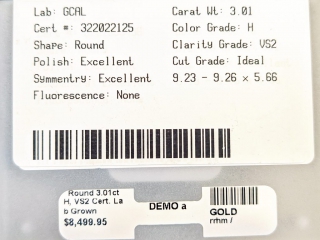 Lab: GCAL
Carat Wt: 3.01
Cert #: 322022125
Color Grade: H
Shape: Round
Clarity Grade: VS2
Polish: Excellent
Cut Grade: Ideal
Symmetry: Excellent
9.23 - 9.26 x 5.66
Fluorescence: None
Round 3.01ct
H, VS2 Cert. La
b Grown
$8,499.95
DEMO a
GOLD